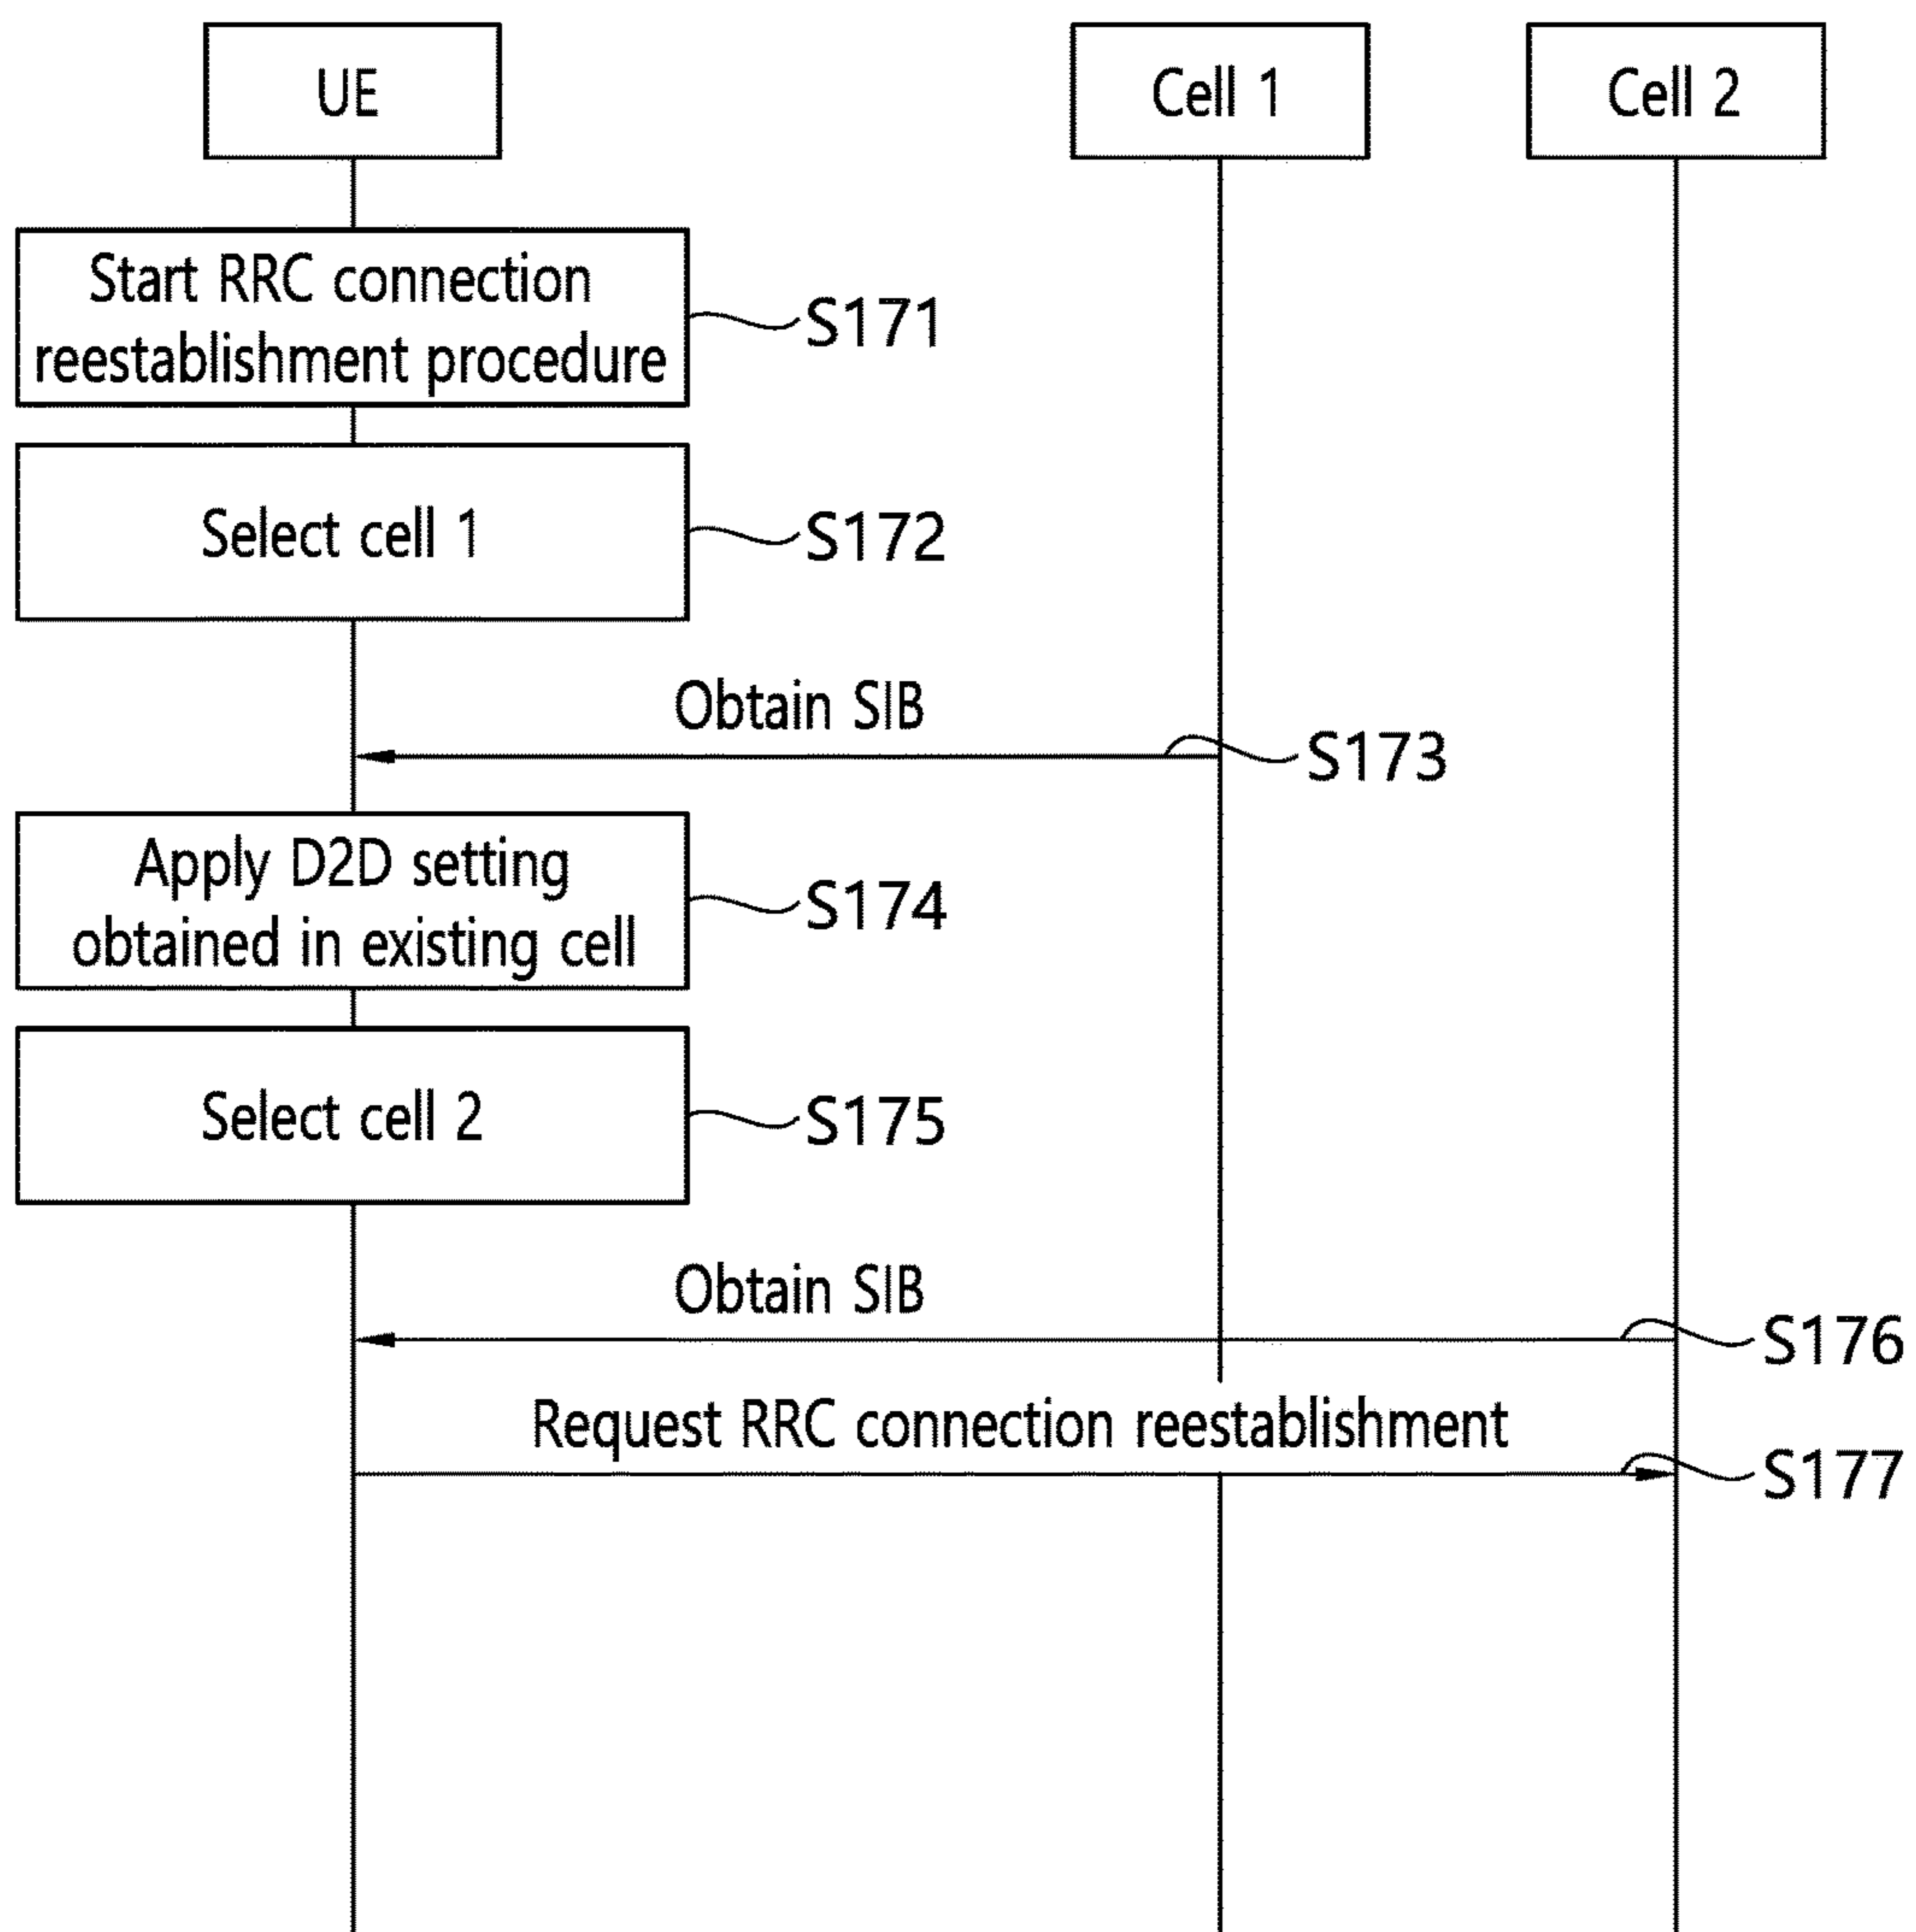 UE
Cell 1
Cell 2
Start RRC connection
reestablishment procedure
S171
Select cell 1
S172
Obtain SIB
S173
Apply D2D setting
obtained in existing cell
S174
Select cell 2
S175
Obtain SIB
S176
Request RRC connection reestablishment
S177